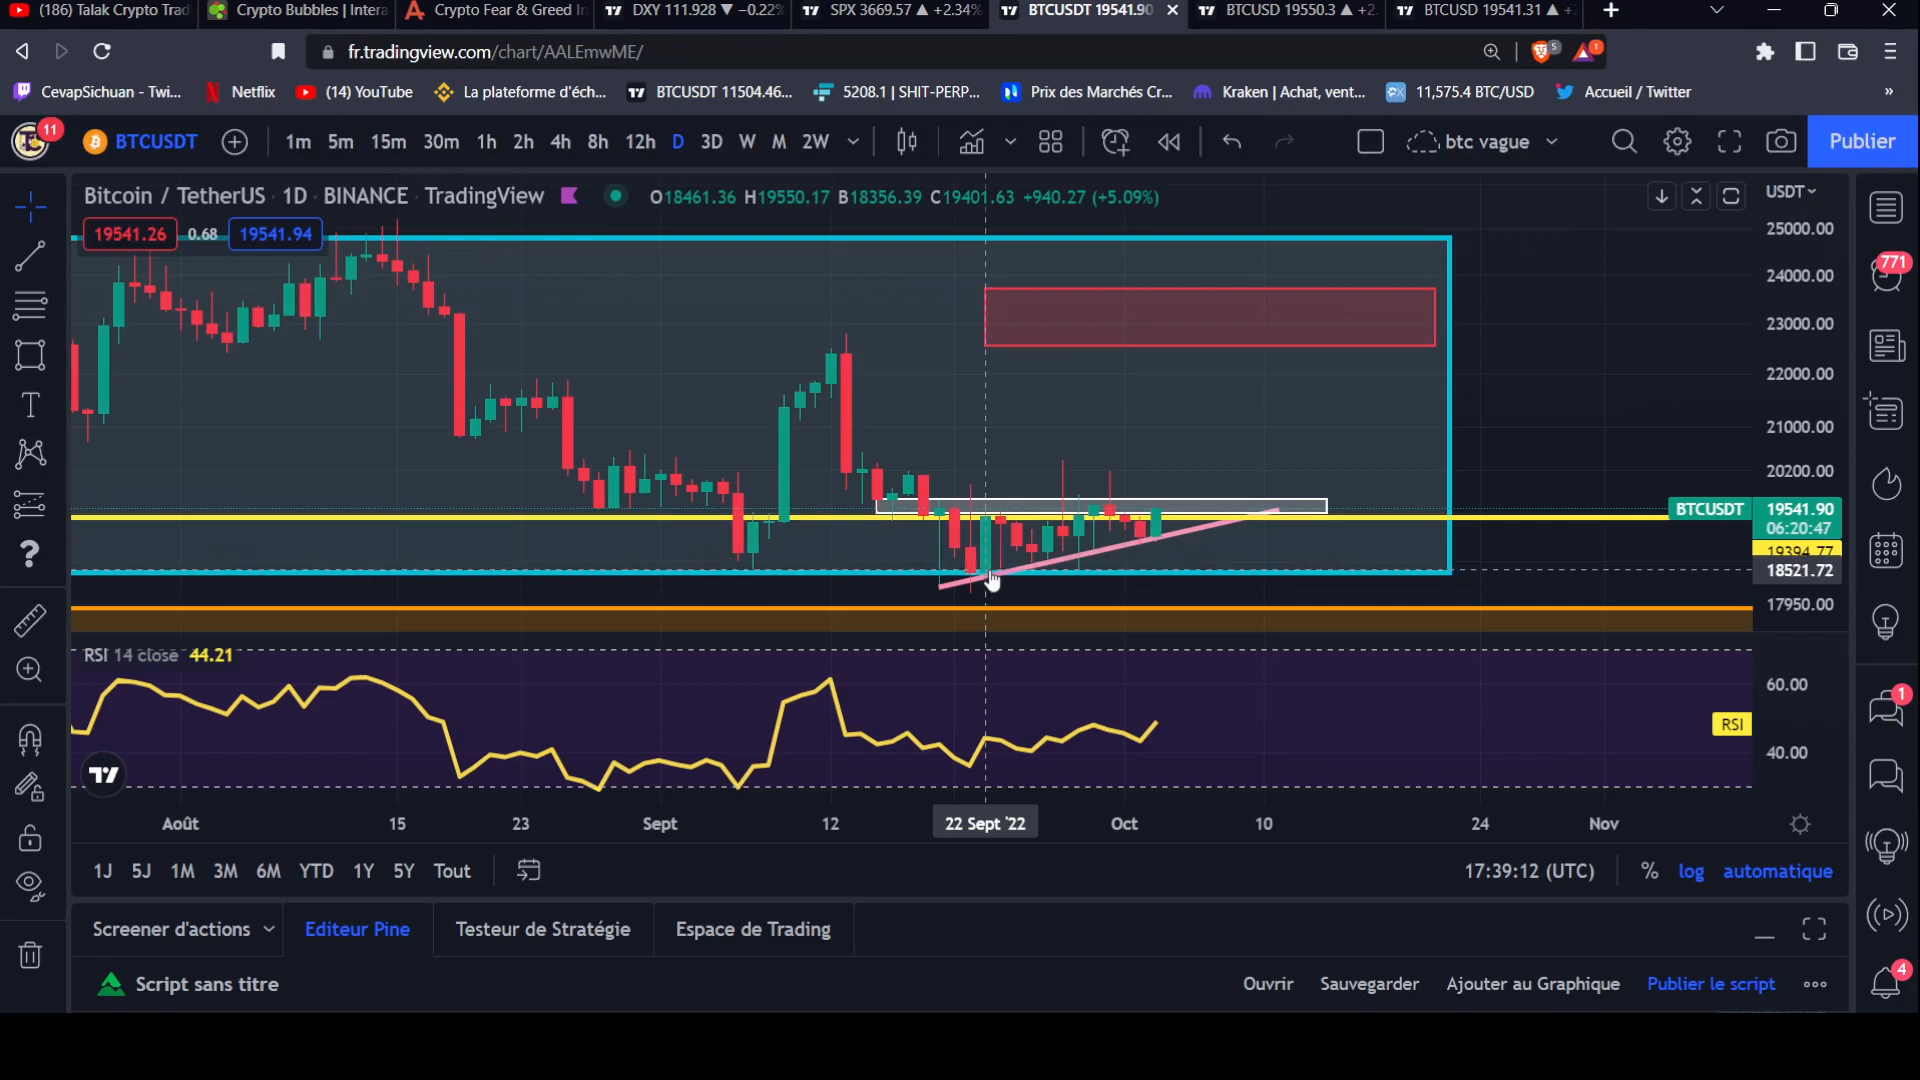 (186) Talak Crypto Trad
Crypto Bubbles | Intera
Crypto Fear & Greed In
DXY 111.928 ▼ −0.22%
SPX 3669.57 ▲ +2.34%
BTCUSDT 19541.90
BTCUSD 19550.3 ▲ +2.
BTCUSD 19541.31 ▲ +
fr.tradingview.com/chart/AALEmwME/
5
1
CevapSichuan - Twi...
Netflix
(14) YouTube
La plateforme d'éch...
BTCUSDT 11504.46...
5208.1 | SHIT-PERP...
Prix des Marchés Cr...
Kraken | Achat, vent...
11,575.4 BTC/USD
Accueil / Twitter
»
11
BTCUSDT
1m 5m 15m 30m 1h 2h 4h 8h 12h D 3D W M 2W
btc vague
Publier
Bitcoin / TetherUS · 1D · BINANCE · TradingView
O18461.36 H19550.17 B18356.39 C19401.63 +940.27 (+5.09%)
USDT
19541.26 0.68 19541.94
25000.00
24000.00
23000.00
22000.00
21000.00
20200.00
BTCUSDT 19541.90
06:20:47
19394.77
18521.72
17950.00
771
RSI 14 close 44.21
60.00
RSI
40.00
1
Août 15 23 Sept 12 22 Sept '22 Oct 10 24 Nov
1J 5J 1M 3M 6M YTD 1Y 5Y Tout
17:39:12 (UTC) % log automatique
Screener d'actions
Editeur Pine
Testeur de Stratégie
Espace de Trading
Script sans titre
Ouvrir Sauvegarder Ajouter au Graphique Publier le script
4